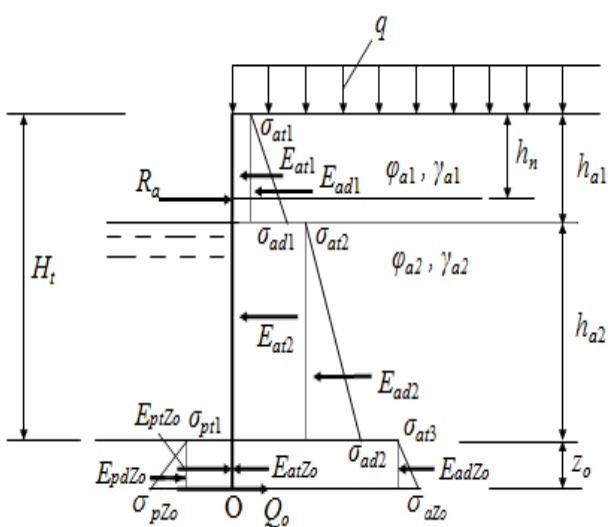 q
σat1
Eat1
φa1 , γa1
hn
ha1
Ra
Ead1
σad1
σat2
φa2 , γa2
Ht
Eat2
ha2
Ead2
EptZo
σpt1
σat3
σad2
EpdZo
EatZo
EadZo
zo
σpZo
O
Qo
σaZo